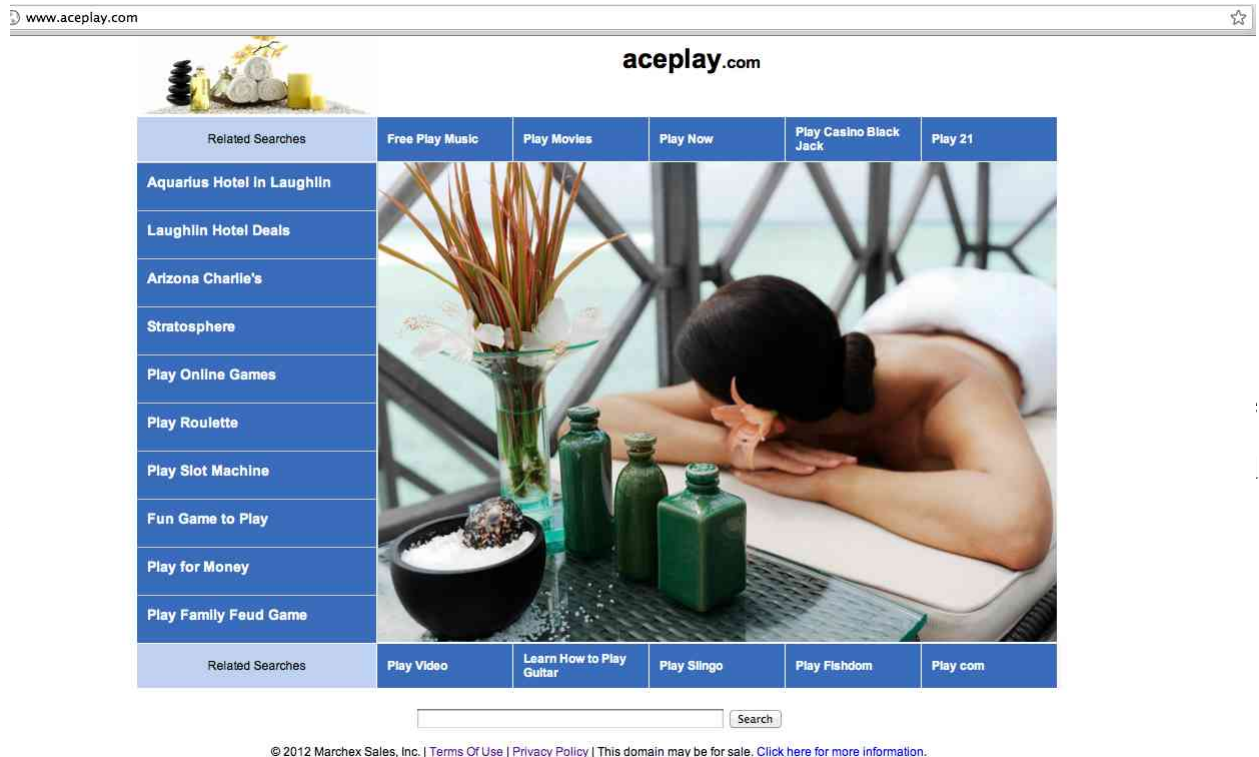 www.aceplay.com
aceplay.com
Related Searches
Free Play Music
Play Movies
Play Now
Play Casino Black
Jack
Play 21
Aquarius Hotel in Laughlin
Laughlin Hotel Deals
Arizona Charlie's
Stratosphere
Play Online Games
Play Roulette
Play Slot Machine
Fun Game to Play
Play for Money
Play Family Feud Game
Related Searches
Play Video
Learn How to Play
Guitar
Play Slingo
Play Fishdom
Play com
Search
© 2012 Marchex Sales, Inc. | Terms Of Use | Privacy Policy | This domain may be for sale. Click here for more information.